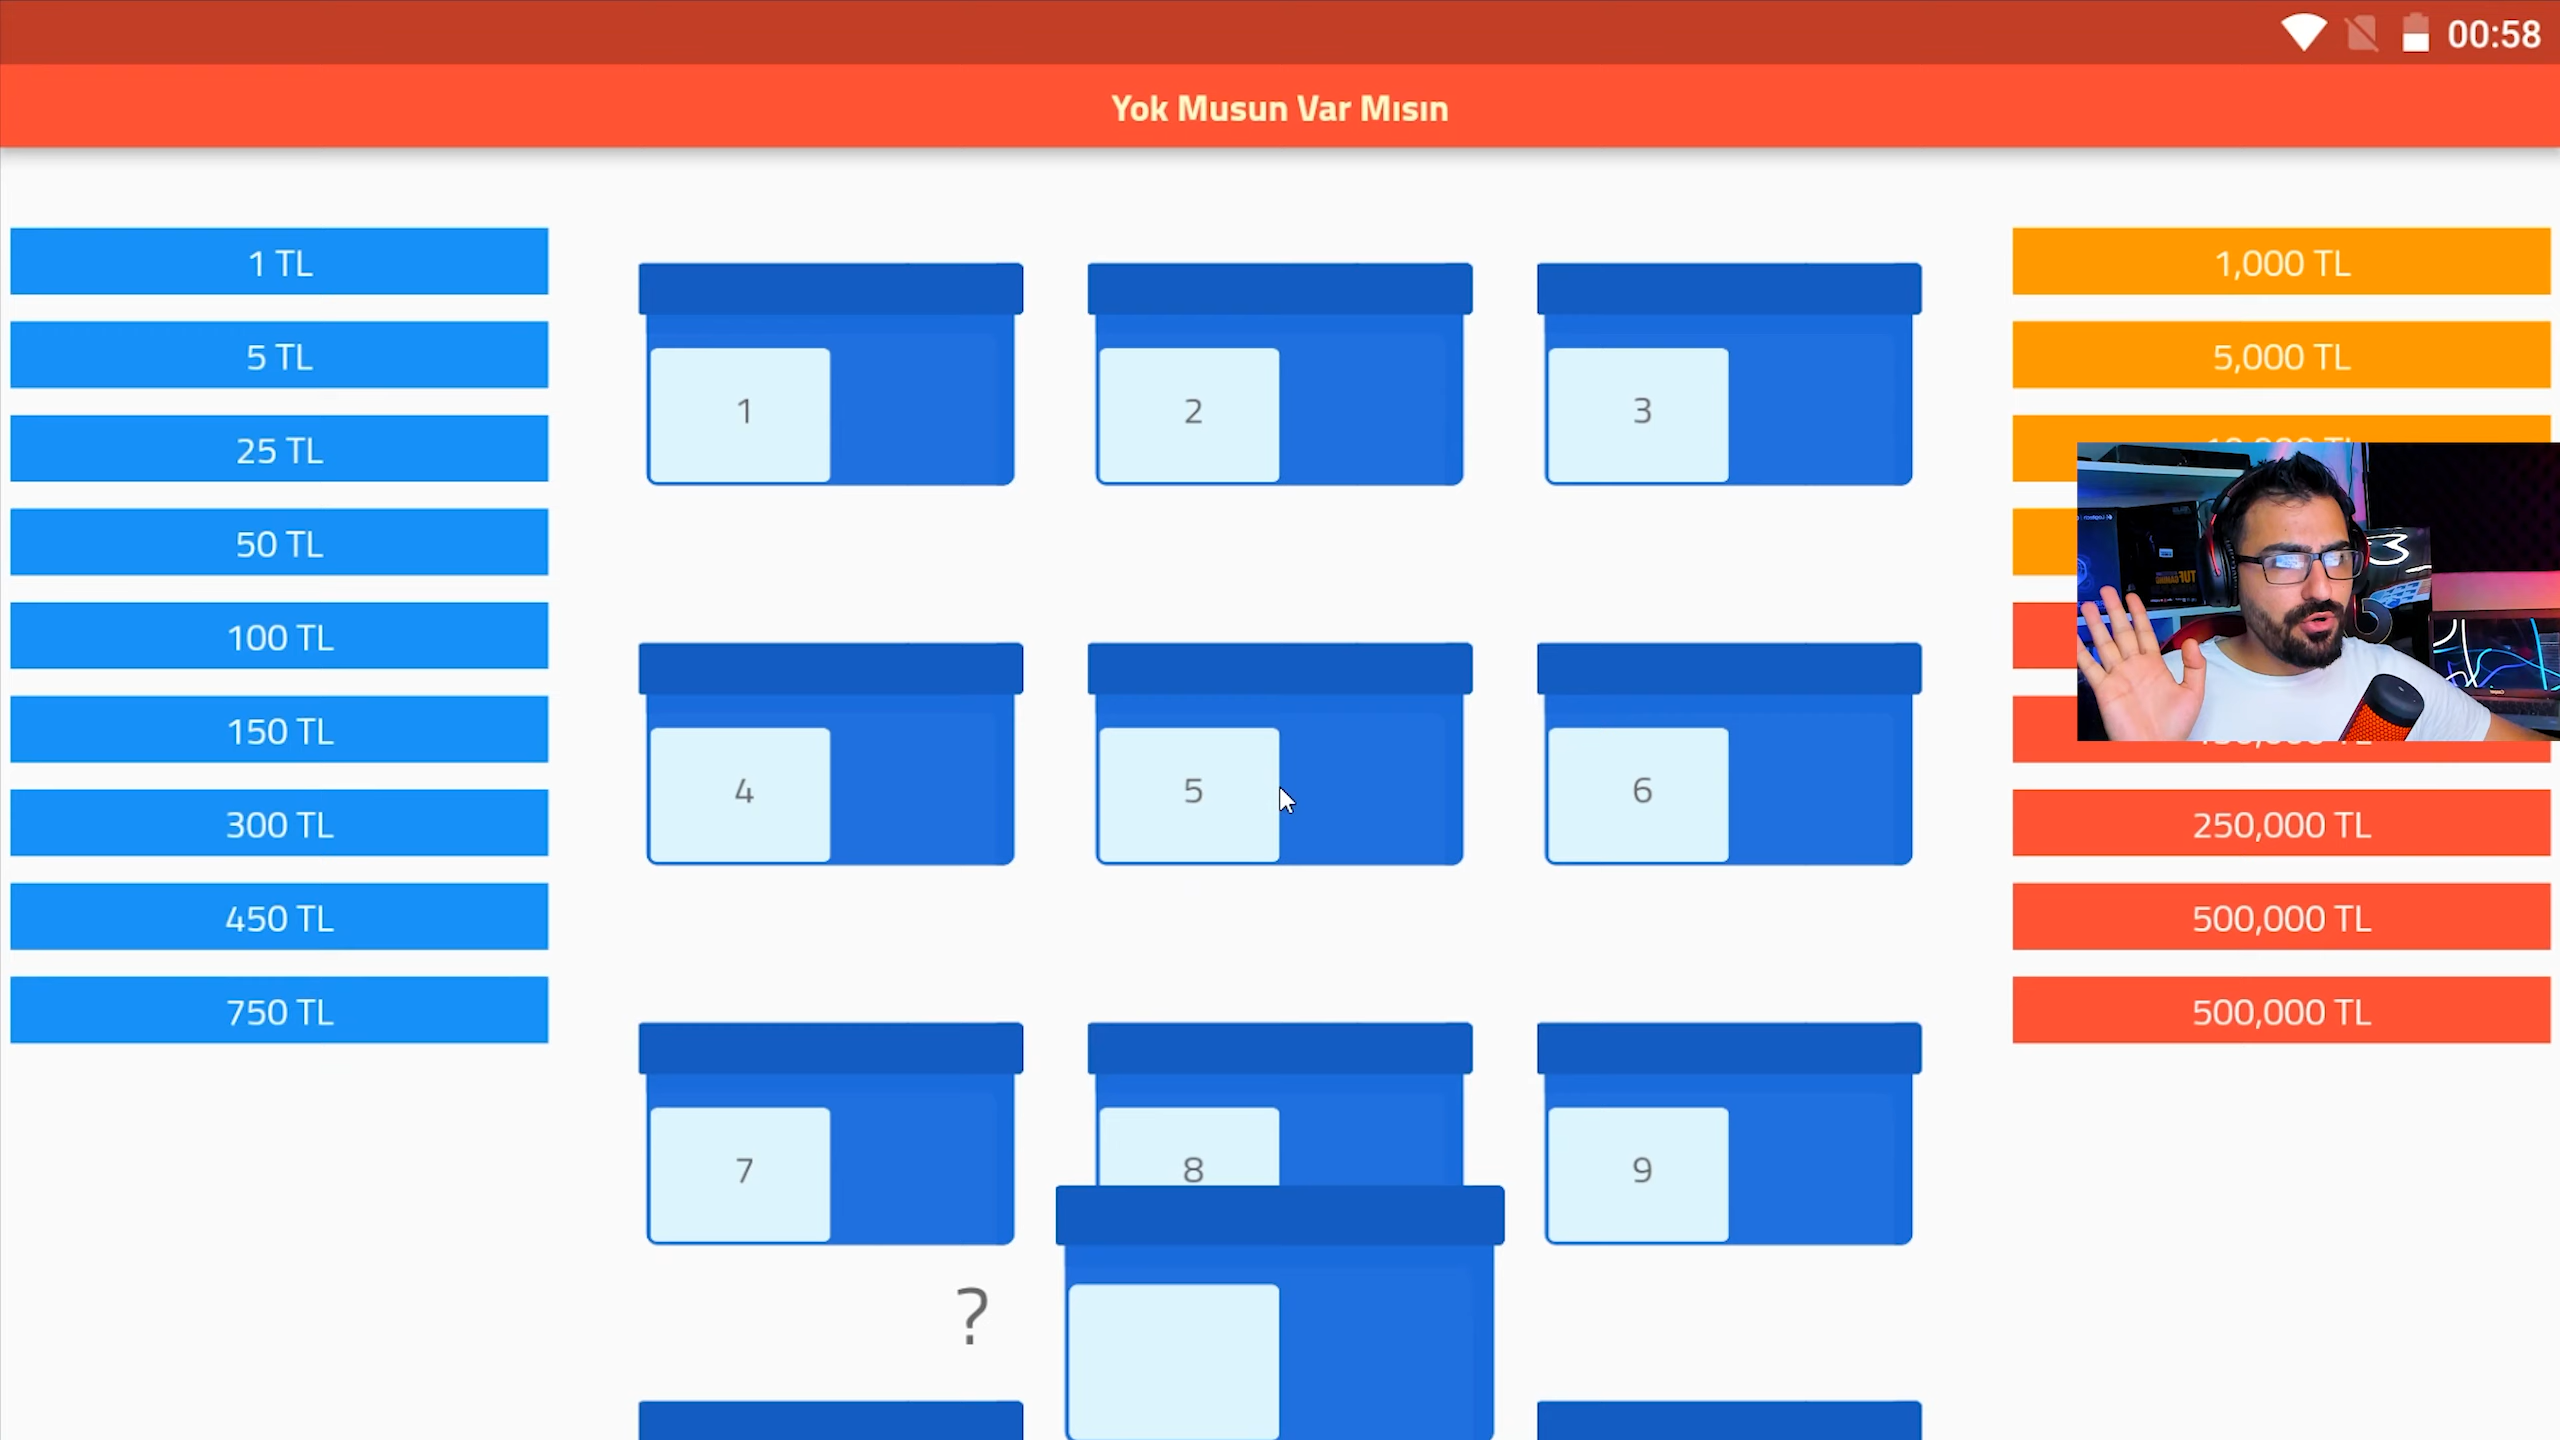 00:58
Yok Musun Var Mısın
1 TL
5 TL
25 TL
50 TL
100 TL
150 TL
300 TL
450 TL
750 TL
1
2
3
4
5
6
7
8
9
?
1,000 TL
5,000 TL
250,000 TL
500,000 TL
500,000 TL